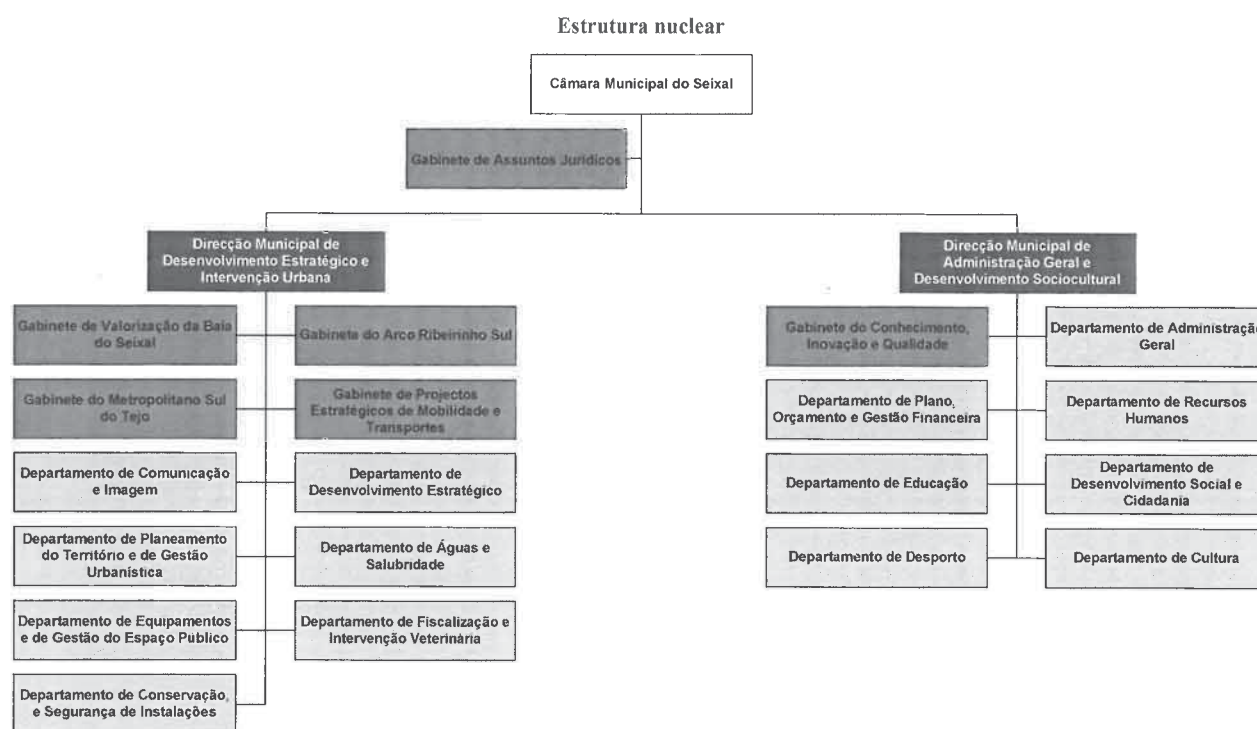 Estrutura nuclear
Câmara Municipal do Seixal
Gabinete de Assuntos Jurídicos
Direcção Municipal de
Desenvolvimento Estratégico e
Intervenção Urbana
Direcção Municipal de
Administração Geral e
Desenvolvimento Sociocultural
Gabinete de Valorização da Baía
do Seixal
Gabinete do Arco Ribeirinho Sul
Gabinete do Metropolitano Sul
do Tejo
Gabinete de Projectos
Estratégicos de Mobilidade e
Transportes
Departamento de Comunicação
e Imagem
Departamento de
Desenvolvimento Estratégico
Departamento de Planeamento
do Território e de Gestão
Urbanística
Departamento de Águas e
Salubridade
Departamento de Equipamentos
e de Gestão do Espaço Público
Departamento de Fiscalização e
Intervenção Veterinária
Departamento de Conservação,
e Segurança de Instalações
Gabinete do Conhecimento,
Inovação e Qualidade
Departamento de Administração
Geral
Departamento de Plano,
Orçamento e Gestão Financeira
Departamento de Recursos
Humanos
Departamento de Educação
Departamento de
Desenvolvimento Social e
Cidadania
Departamento de Desporto
Departamento de Cultura